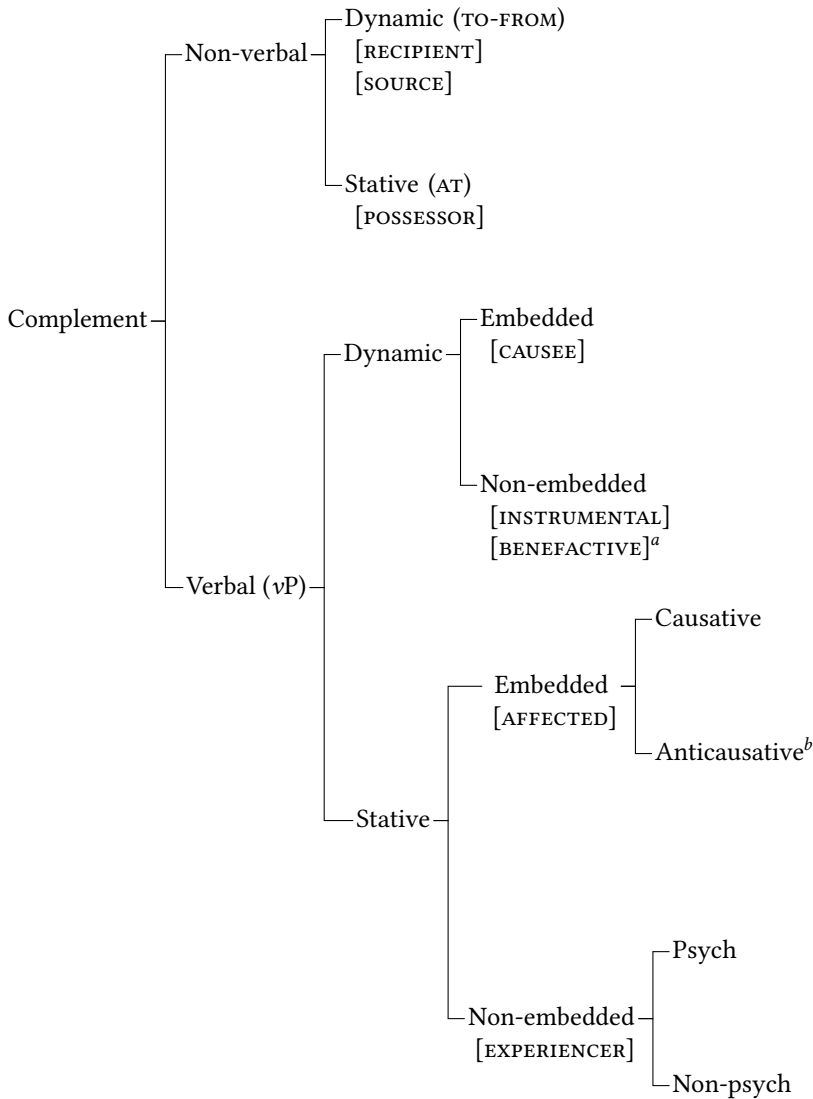 Dynamic (TO-FROM)
Non-verbal
[RECIPIENT]
[SOURCE]
Stative (AT)
[POSSESSOR]
Complement
Embedded
Dynamic
[CAUSEE]
Non-embedded
[INSTRUMENTAL]
[BENEFACTIVE]a
Verbal (vP)
Causative
Embedded
[AFFECTED]
Anticausativeb
Stative
Psych
Non-embedded
[EXPERIENCER]
Non-psych